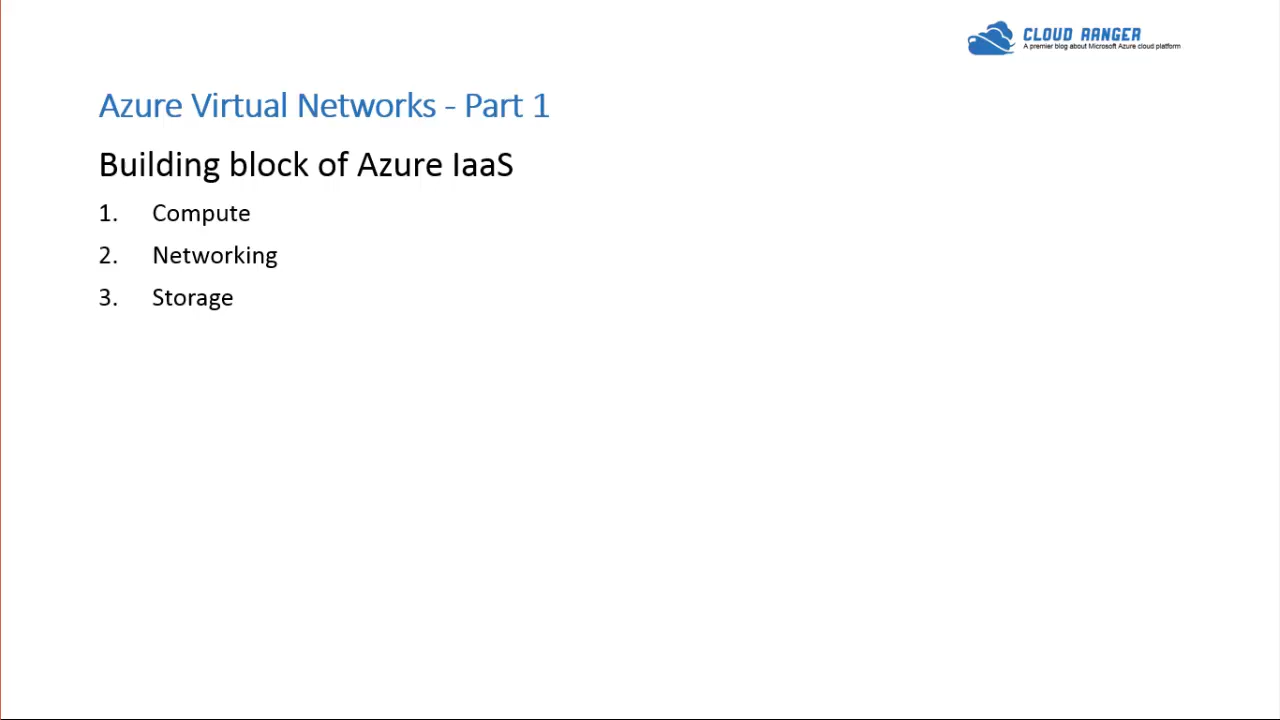 CLOUD RANGER
A premier blog about Microsoft Azure cloud platform
Azure Virtual Networks - Part 1
Building block of Azure IaaS
1. Compute
2. Networking
3. Storage